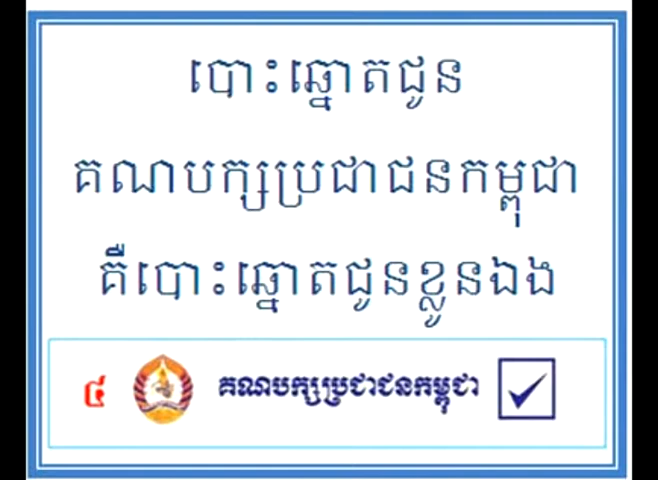 បោះឆ្នោតជូន
គណបក្សប្រជាជនកម្ពុជា
គឺបោះឆ្នោតជូនខ្លួនឯង
៤ គណបក្សប្រជាជនកម្ពុជា